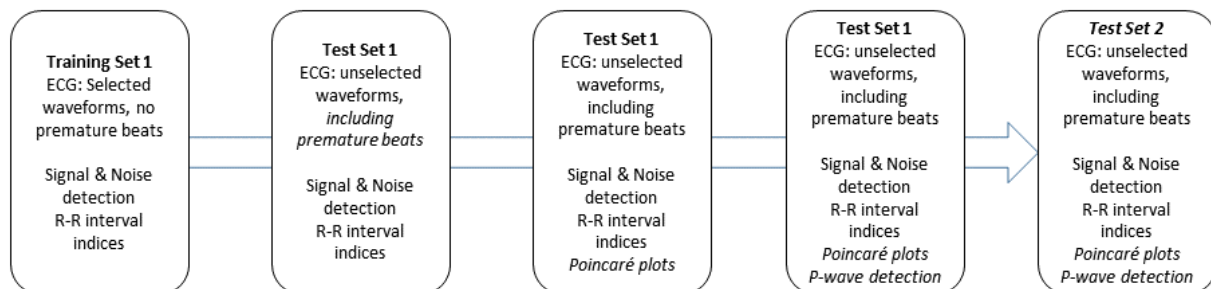 Training Set 1
ECG: Selected
waveforms, no
premature beats
Signal & Noise
detection
R-R interval
indices
Test Set 1
ECG: unselected
waveforms, including
premature beats
Signal & Noise
detection
R-R interval
indices
Test Set 1
ECG: unselected
waveforms,
including
premature beats
Signal & Noise
detection
R-R interval
indices
Poincaré plots
Test Set 1
ECG: unselected
waveforms,
including
premature beats
Signal & Noise
detection
R-R interval
indices
Poincaré plots
P-wave detection
Test Set 2
ECG: unselected
waveforms,
including
premature beats
Signal & Noise
detection
R-R interval
indices
Poincaré plots
P-wave detection